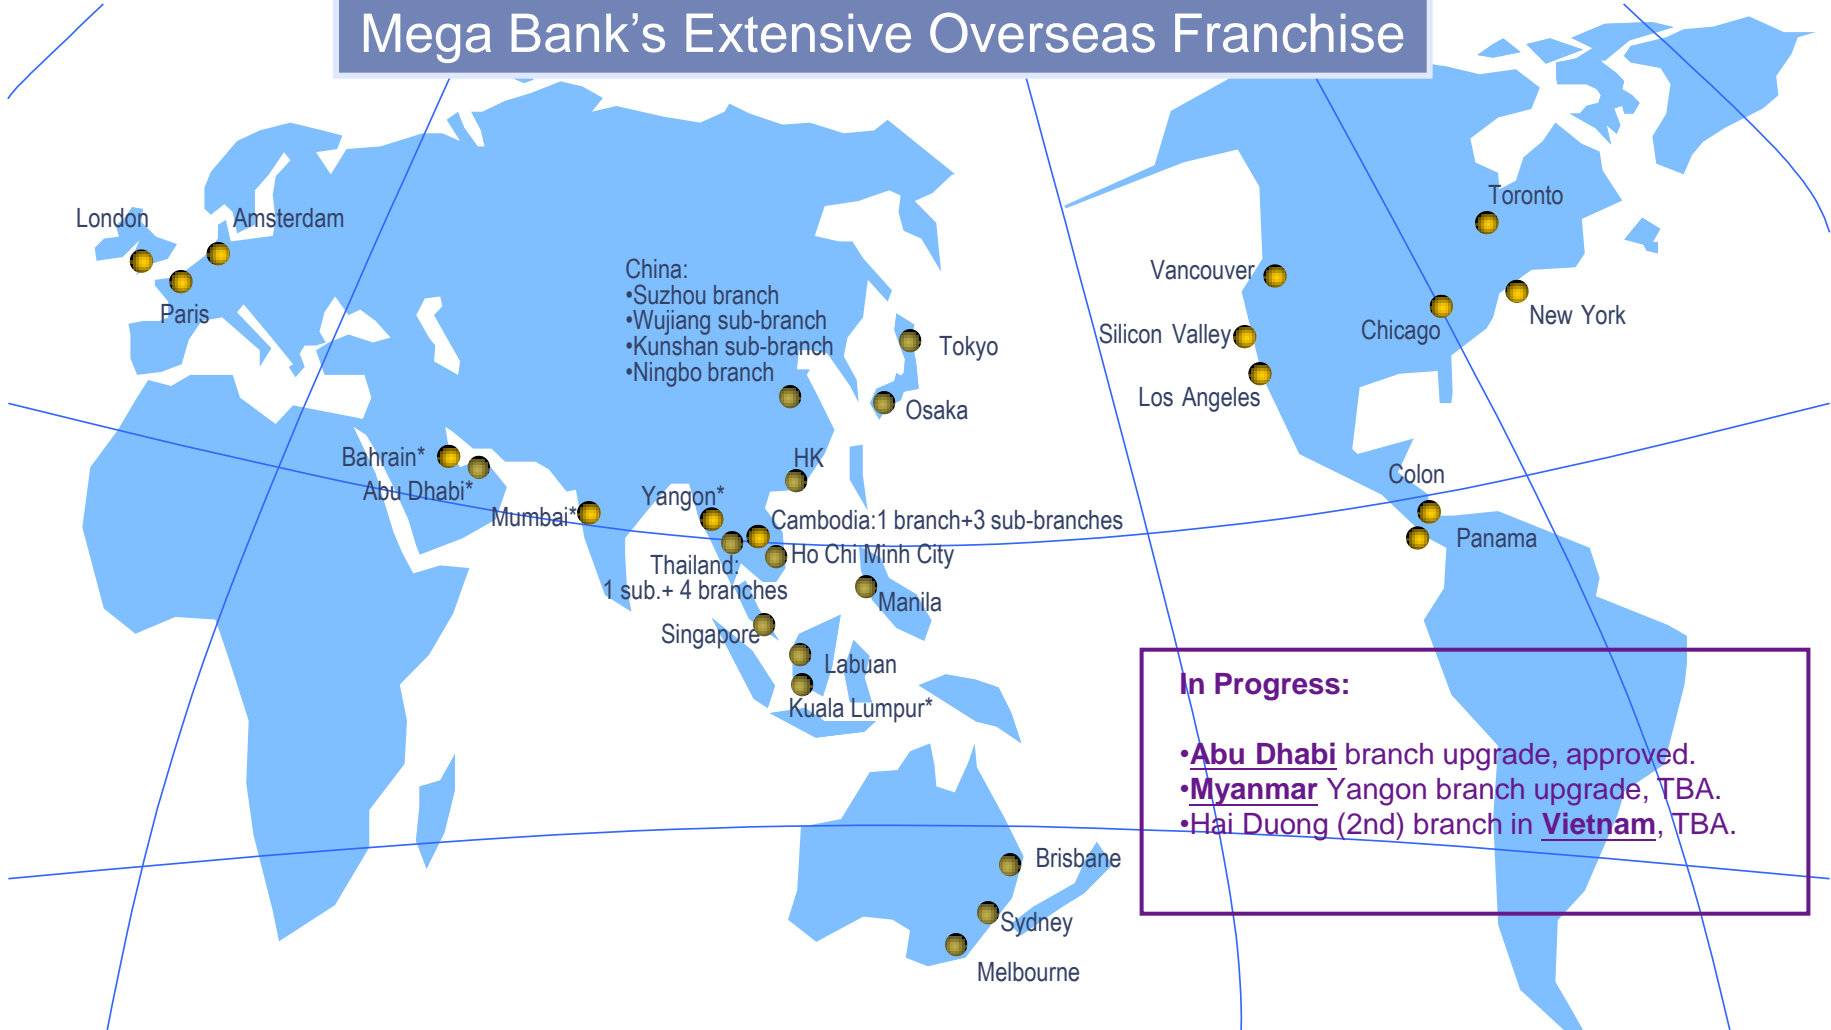 Mega Bank’s Extensive Overseas Franchise
London
Amsterdam
Paris
China:
•Suzhou branch
•Wujiang sub-branch
•Kunshan sub-branch
•Ningbo branch
Tokyo
Osaka
Toronto
Vancouver
Silicon Valley
Chicago
New York
Los Angeles
Bahrain*
Abu Dhabi*
Mumbai*
HK
Yangon*
Cambodia:1 branch+3 sub-branches
Ho Chi Minh City
Thailand:
1 sub.+ 4 branches
Manila
Singapore
Labuan
Kuala Lumpur*
Colon
Panama
Brisbane
Sydney
Melbourne
In Progress:
•Abu Dhabi branch upgrade, approved.
•Myanmar Yangon branch upgrade, TBA.
•Hai Duong (2nd) branch in Vietnam, TBA.